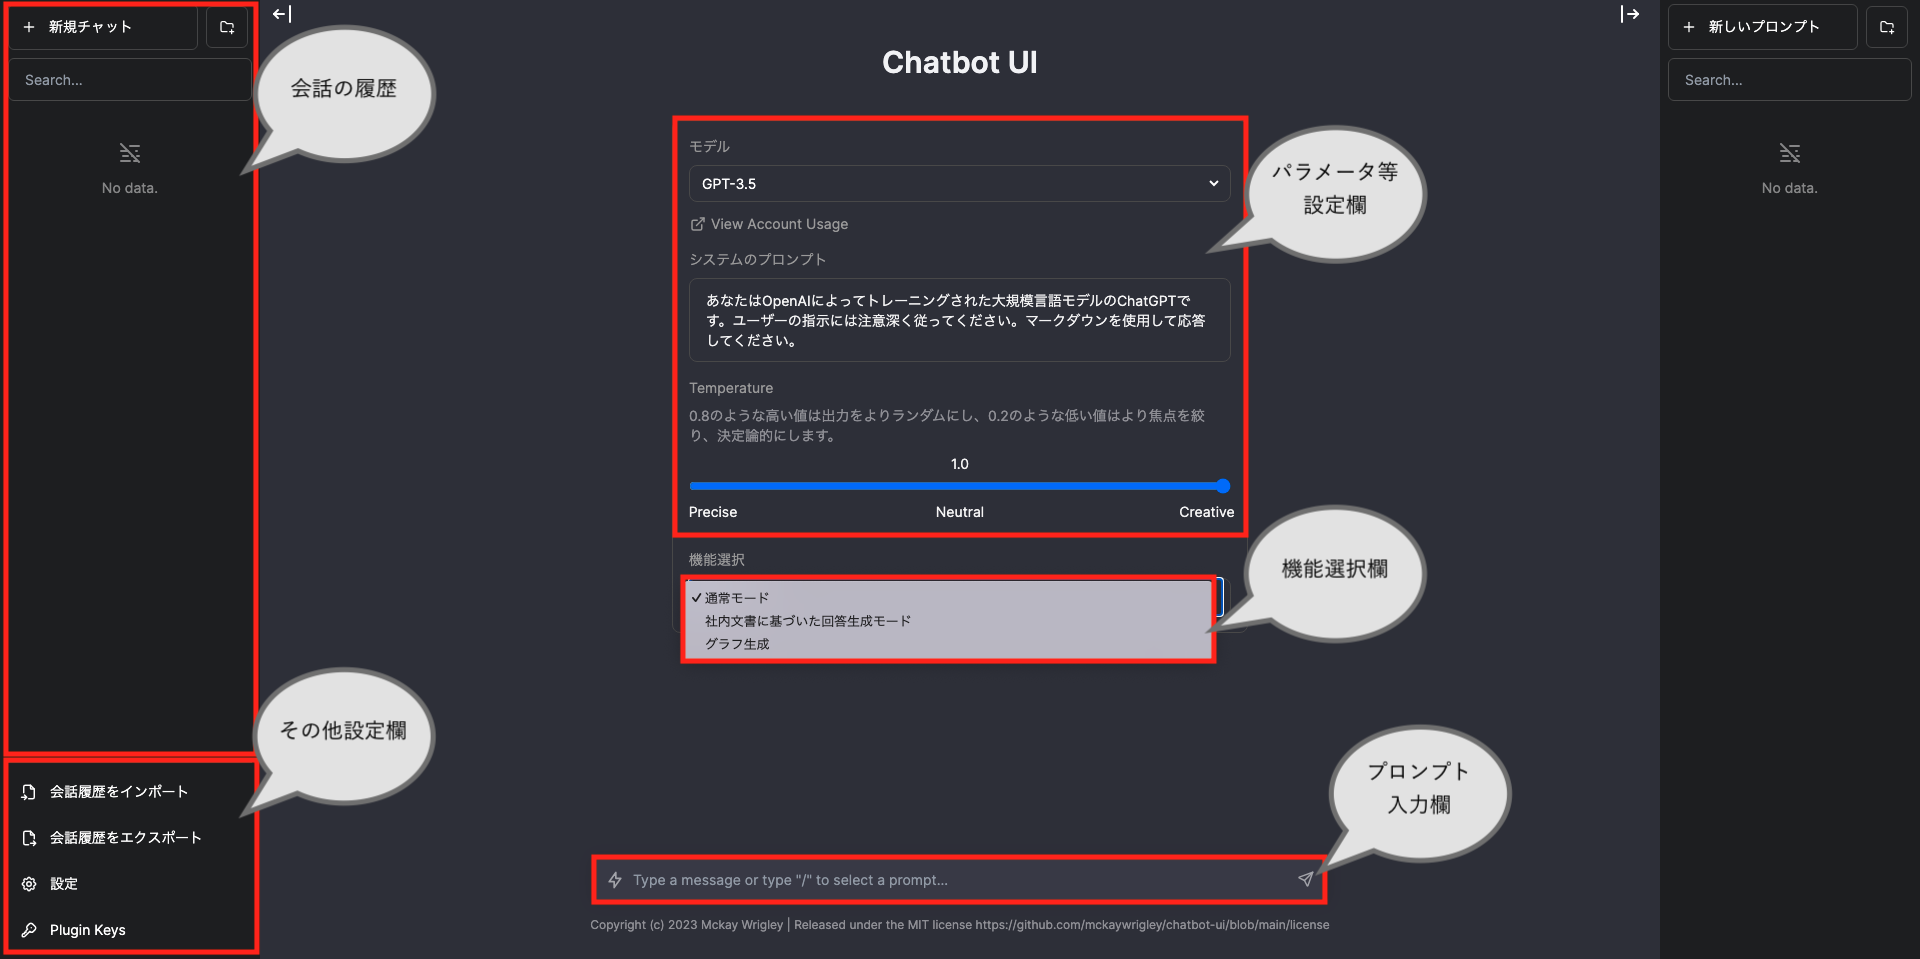 新規チャット
Search...
No data.
会話の履歴
その他設定欄
会話履歴をインポート
会話履歴をエクスポート
設定
Plugin Keys
Chatbot UI
モデル
GPT-3.5
View Account Usage
システムのプロンプト
あなたはOpenAIによってトレーニングされた大規模言語モデルのChatGPTで
す。ユーザーの指示には注意深く従ってください。マークダウンを使用して応答
してください。
Temperature
0.8のような高い値は出力をよりランダムにし、0.2のような低い値はより焦点を絞
り、決定論的にします。
1.0
Precise Neutral Creative
パラメータ等
設定欄
機能選択
通常モード
社内文書に基づいた回答生成モード
グラフ生成
機能選択欄
プロンプト
入力欄
Type a message or type "/" to select a prompt...
Copyright (c) 2023 Mckay Wrigley | Released under the MIT license https://github.com/mckaywrigley/chatbot-ui/blob/main/license
新しいプロンプト
Search...
No data.